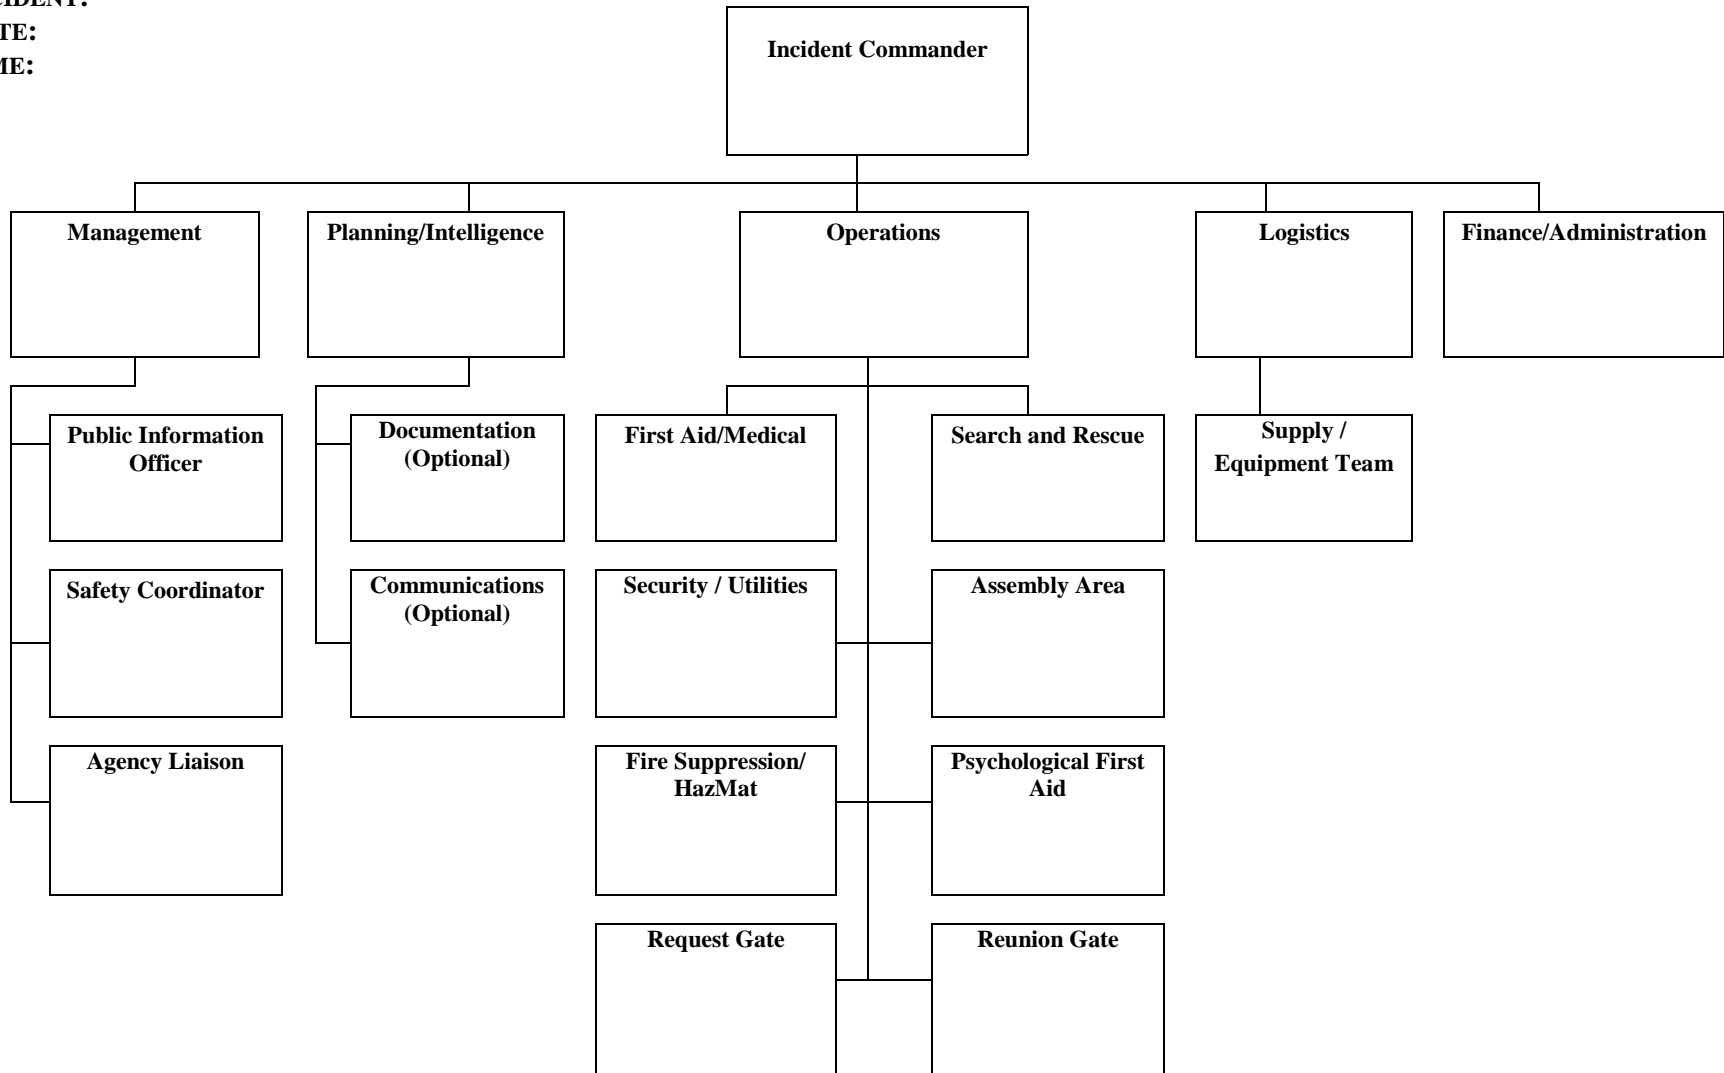 CIDENT:
TE:
ME:
Incident Commander
Management
Planning/Intelligence
Operations
Logistics
Finance/Administration
Public Information
Officer
Documentation
(Optional)
First Aid/Medical
Search and Rescue
Supply /
Equipment Team
Safety Coordinator
Communications
(Optional)
Security / Utilities
Assembly Area
Agency Liaison
Fire Suppression/
HazMat
Psychological First
Aid
Request Gate
Reunion Gate